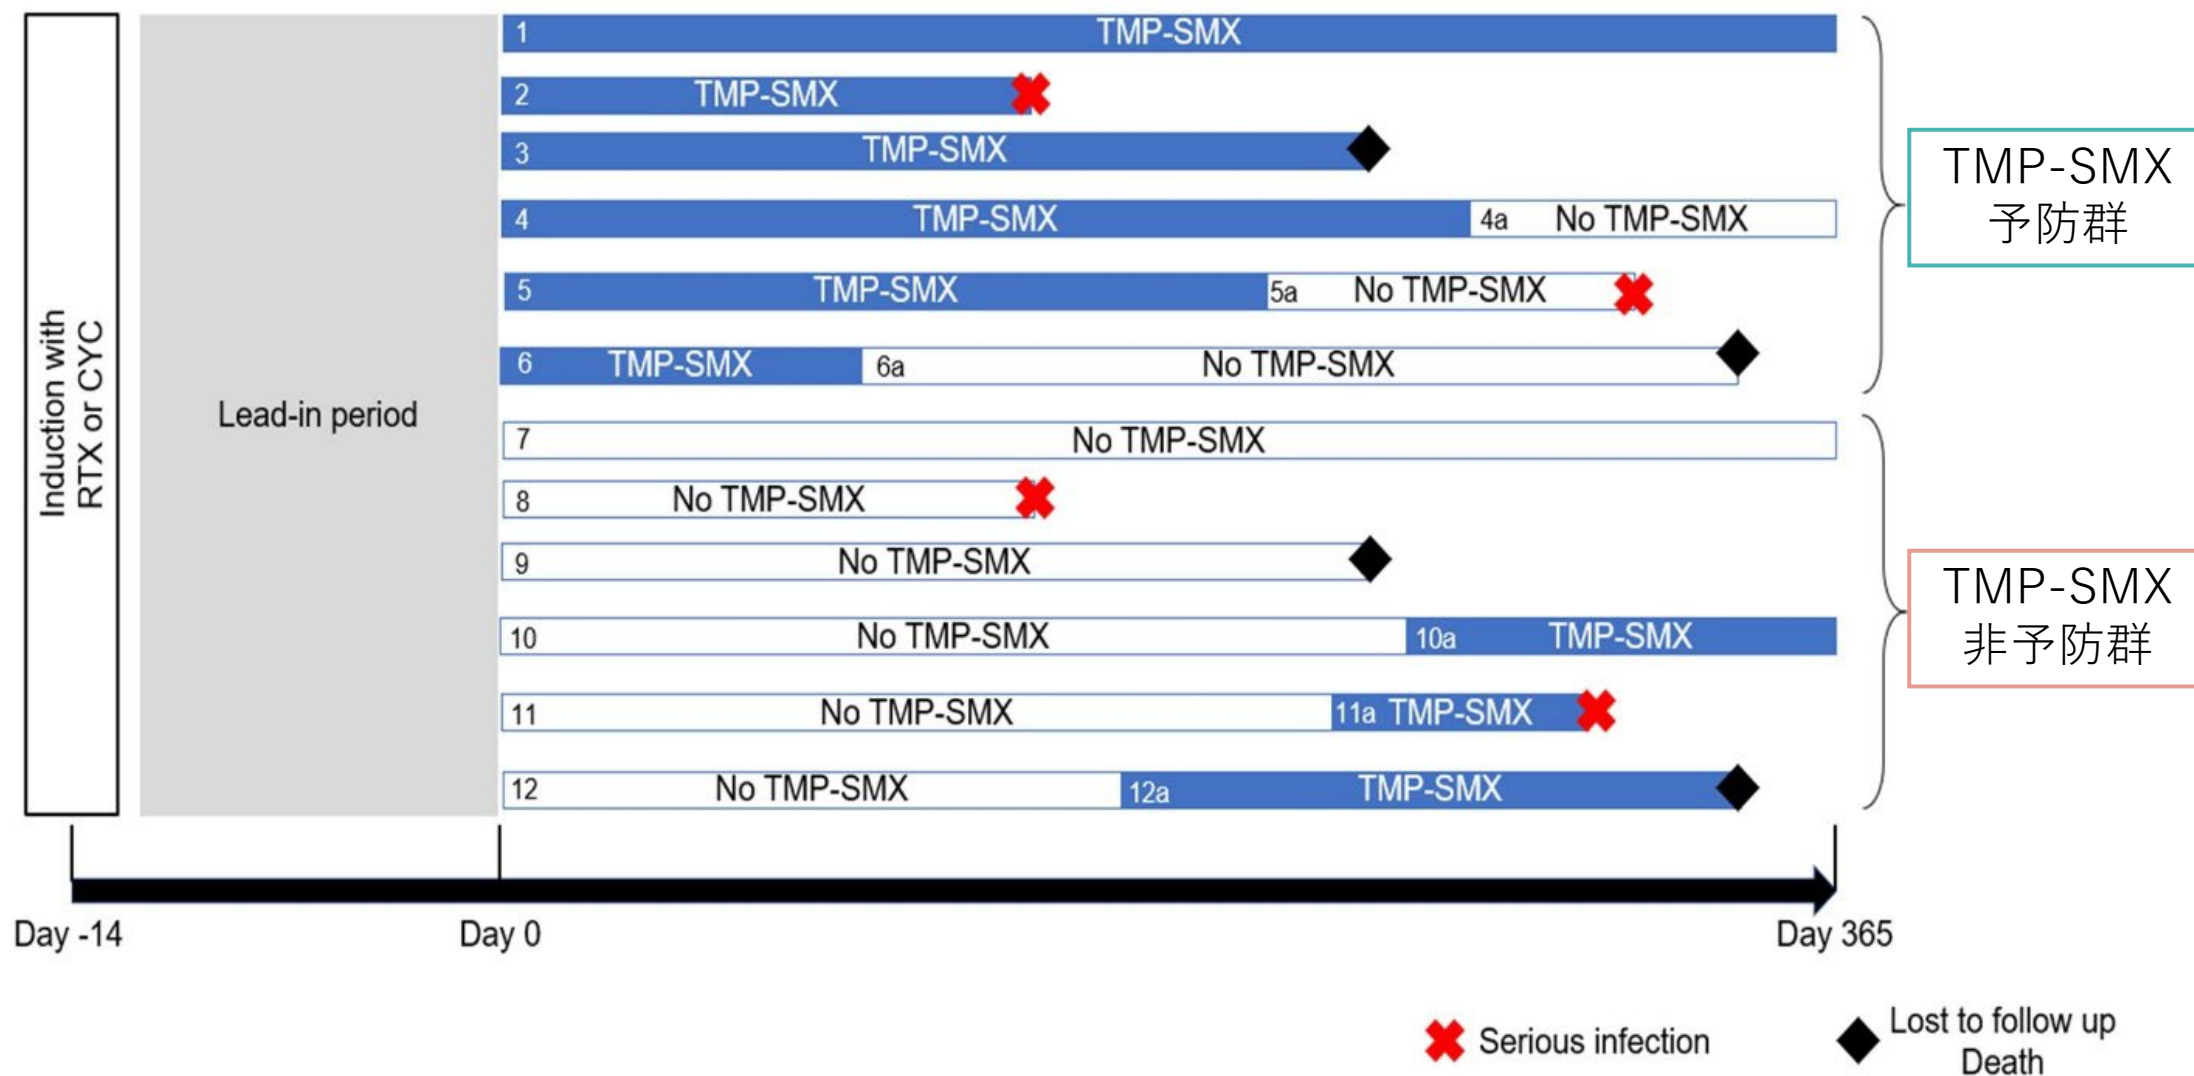 Induction with
RTX or CYC
Lead-in period
1 TMP-SMX
2 TMP-SMX
3 TMP-SMX
4 TMP-SMX 4a No TMP-SMX
5 TMP-SMX 5a No TMP-SMX
6 TMP-SMX 6a No TMP-SMX
7 No TMP-SMX
8 No TMP-SMX
9 No TMP-SMX
10 No TMP-SMX 10a TMP-SMX
11 No TMP-SMX 11a TMP-SMX
12 No TMP-SMX 12a TMP-SMX
TMP-SMX
予防群
TMP-SMX
非予防群
Day -14 Day 0 Day 365
Serious infection
Lost to follow up
Death